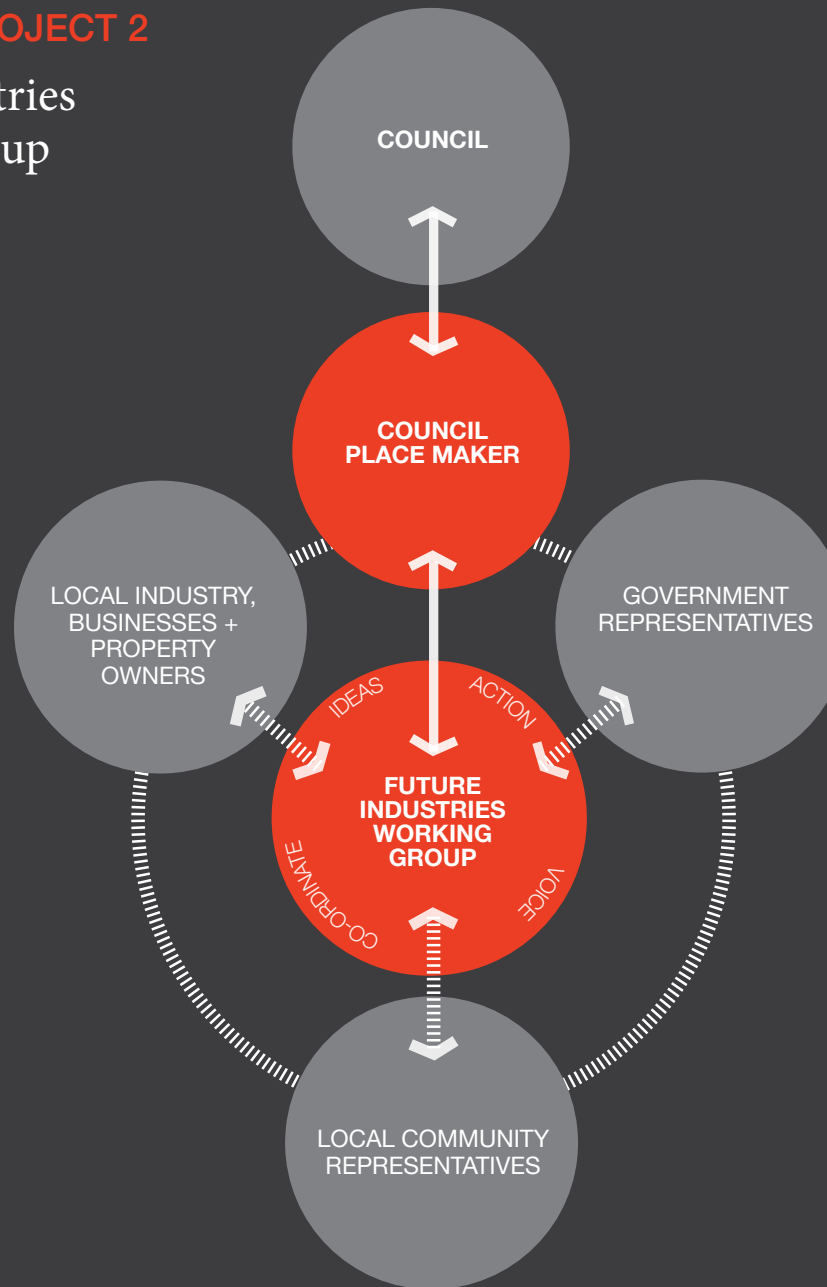 OJECT 2
tries
up
COUNCIL
COUNCIL
PLACE MAKER
LOCAL INDUSTRY,
BUSINESSES +
PROPERTY
OWNERS
GOVERNMENT
REPRESENTATIVES
IDEAS
ACTION
FUTURE
INDUSTRIES
WORKING
GROUP
CO-ORDINATE
VOICE
LOCAL COMMUNITY
REPRESENTATIVES